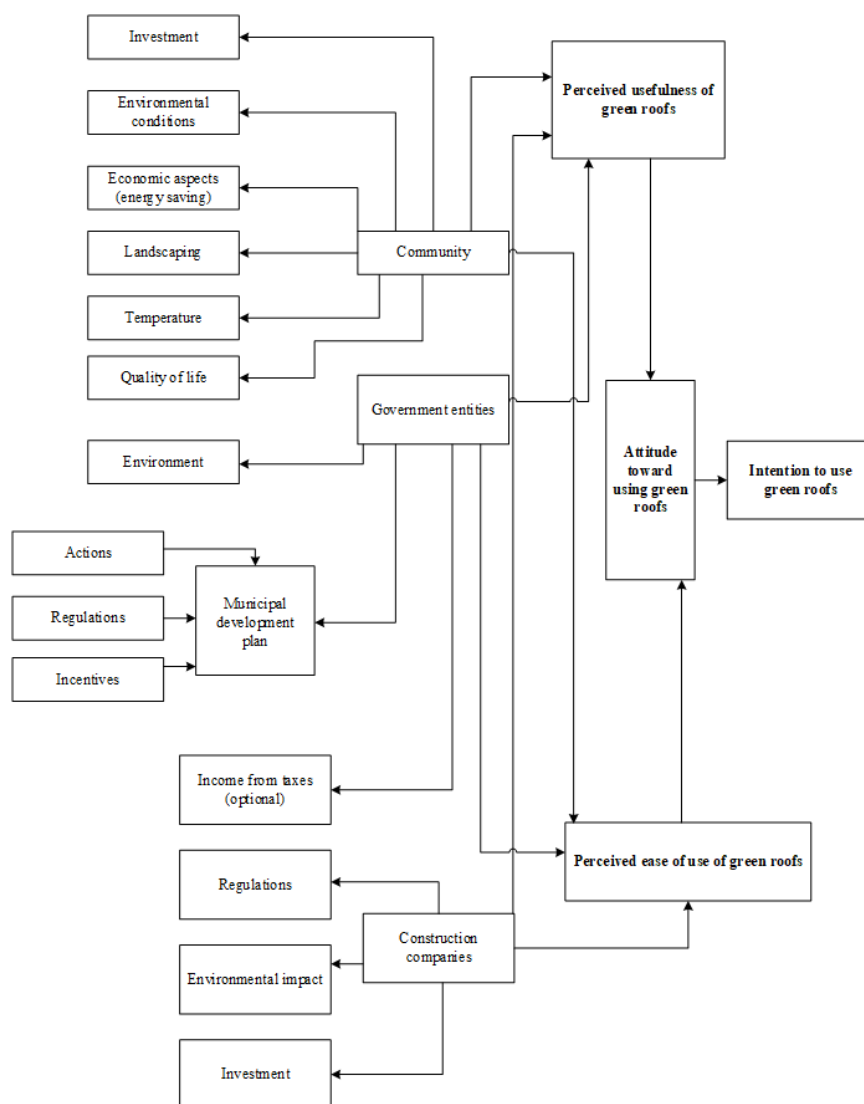 Investment
Perceived usefulness of
green roofs
Environmental
conditions
Economic aspects
(energy saving)
Landscaping
Community
Temperature
Quality of life
Government entities
Environment
Attitude
toward
using green
roofs
Intention to use
green roofs
Actions
Regulations
Municipal
development
plan
Incentives
Income from taxes
(optional)
Perceived ease of use of green roofs
Regulations
Construction
companies
Environmental impact
Investment